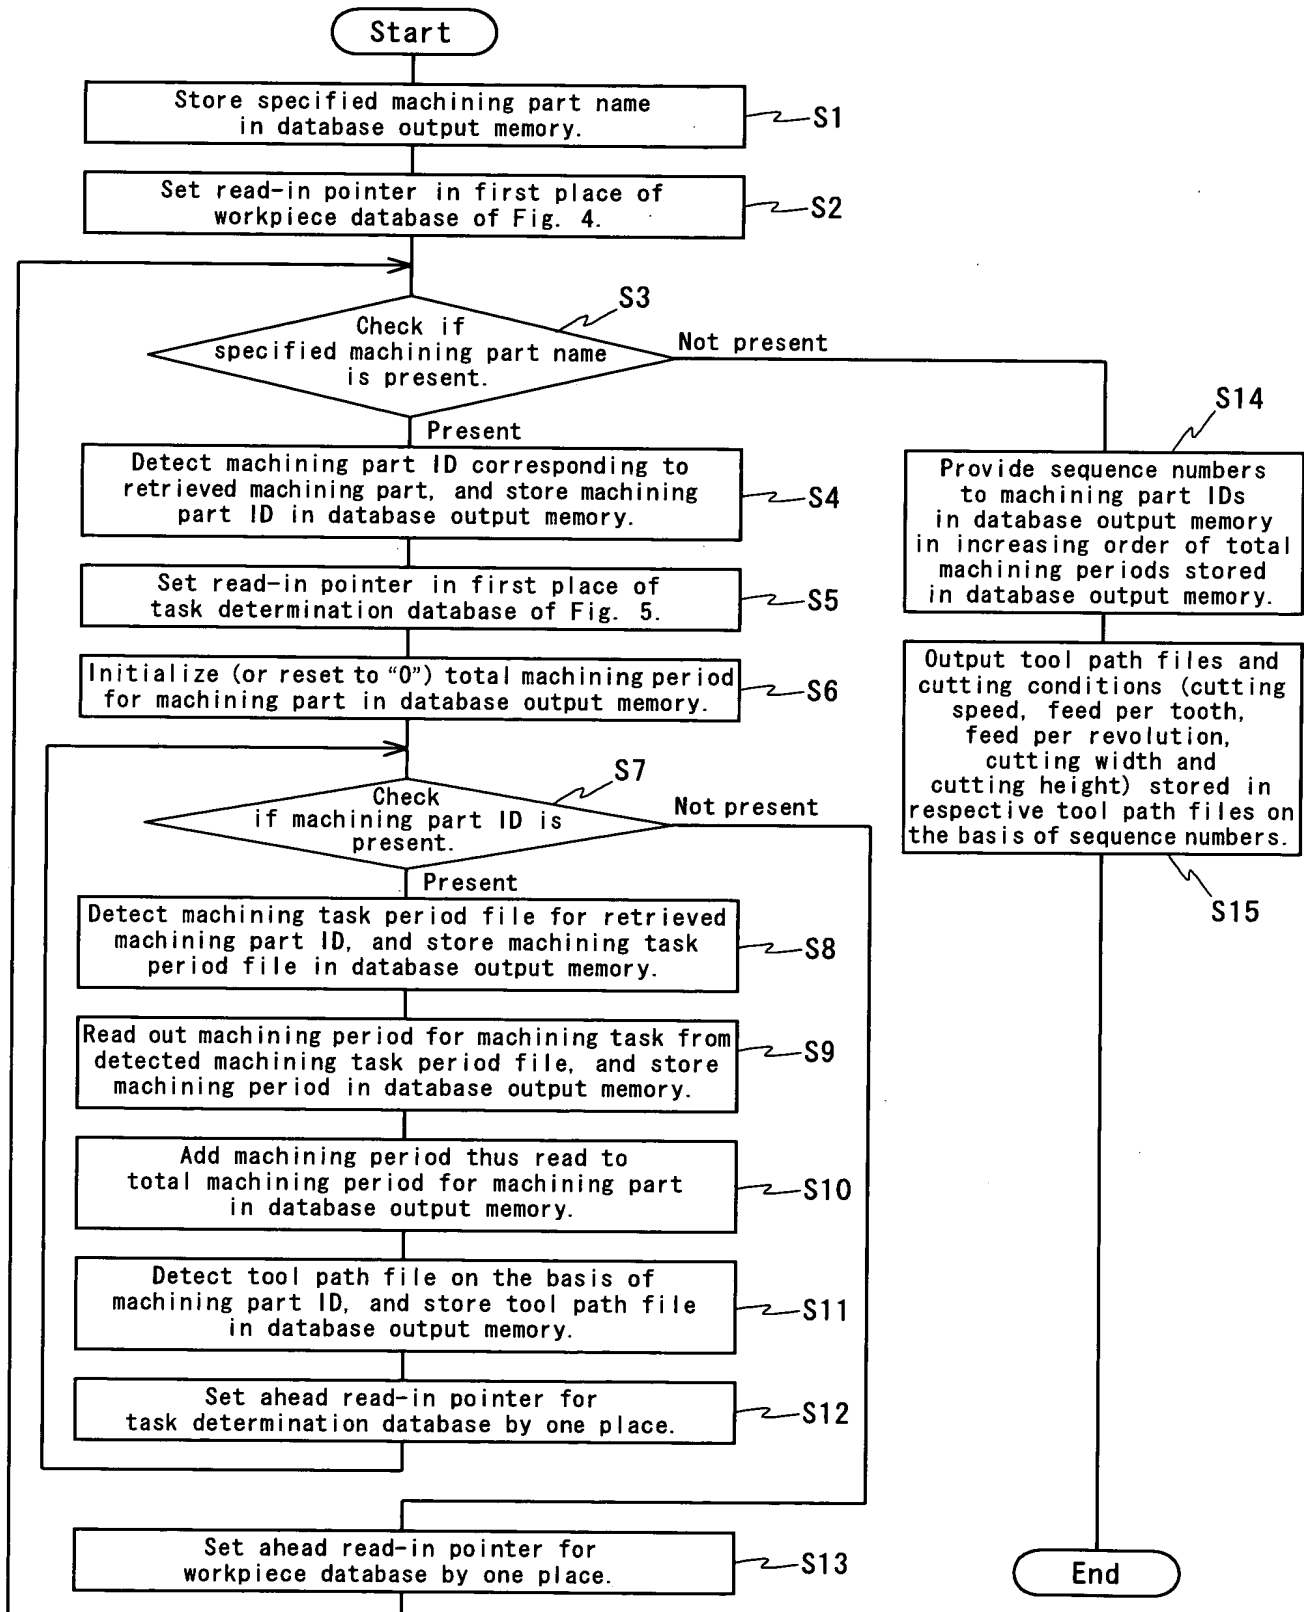 Start
Store specified machining part name
in database output memory.
S1
Set read-in pointer in first place of
workpiece database of Fig. 4.
S2
S3
Check if
specified machining part name
is present.
Not present
Present
Detect machining part ID corresponding to
retrieved machining part, and store machining
part ID in database output memory.
S4
Set read-in pointer in first place of
task determination database of Fig. 5.
S5
Initialize (or reset to “0”) total machining period
for machining part in database output memory.
S6
S7
Check
if machining part ID is
present.
Not present
Present
Detect machining task period file for retrieved
machining part ID, and store machining task
period file in database output memory.
S8
Read out machining period for machining task from
detected machining task period file, and store
machining period in database output memory.
S9
Add machining period thus read to
total machining period for machining part
in database output memory.
S10
Detect tool path file on the basis of
machining part ID, and store tool path file
in database output memory.
S11
Set ahead read-in pointer for
task determination database by one place.
S12
Set ahead read-in pointer for
workpiece database by one place.
S13
S14
Provide sequence numbers
to machining part IDs
in database output memory
in increasing order of total
machining periods stored
in database output memory.
Output tool path files and
cutting conditions (cutting
speed, feed per tooth,
feed per revolution,
cutting width and
cutting height) stored in
respective tool path files on
the basis of sequence numbers.
S15
End